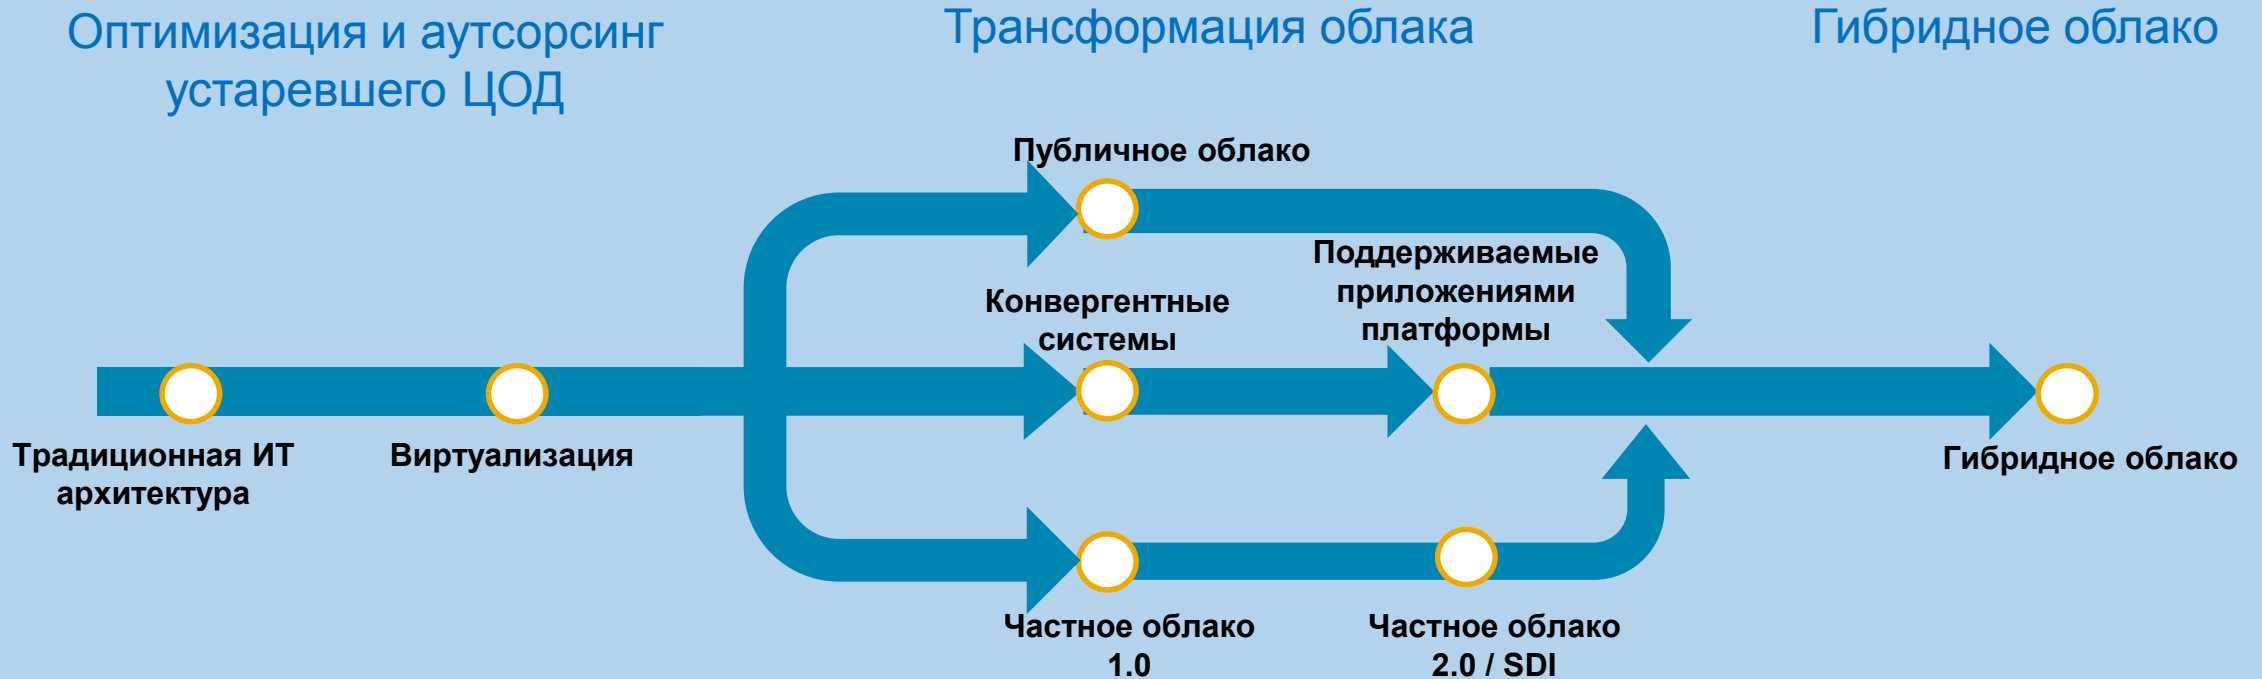 Оптимизация и аутсорсинг
устаревшего ЦОД
Трансформация облака
Гибридное облако
Публичное облако
Поддерживаемые
приложениями
платформы
Конвергентные
системы
Традиционная ИТ
архитектура
Виртуализация
Гибридное облако
Частное облако
1.0
Частное облако
2.0 / SDI